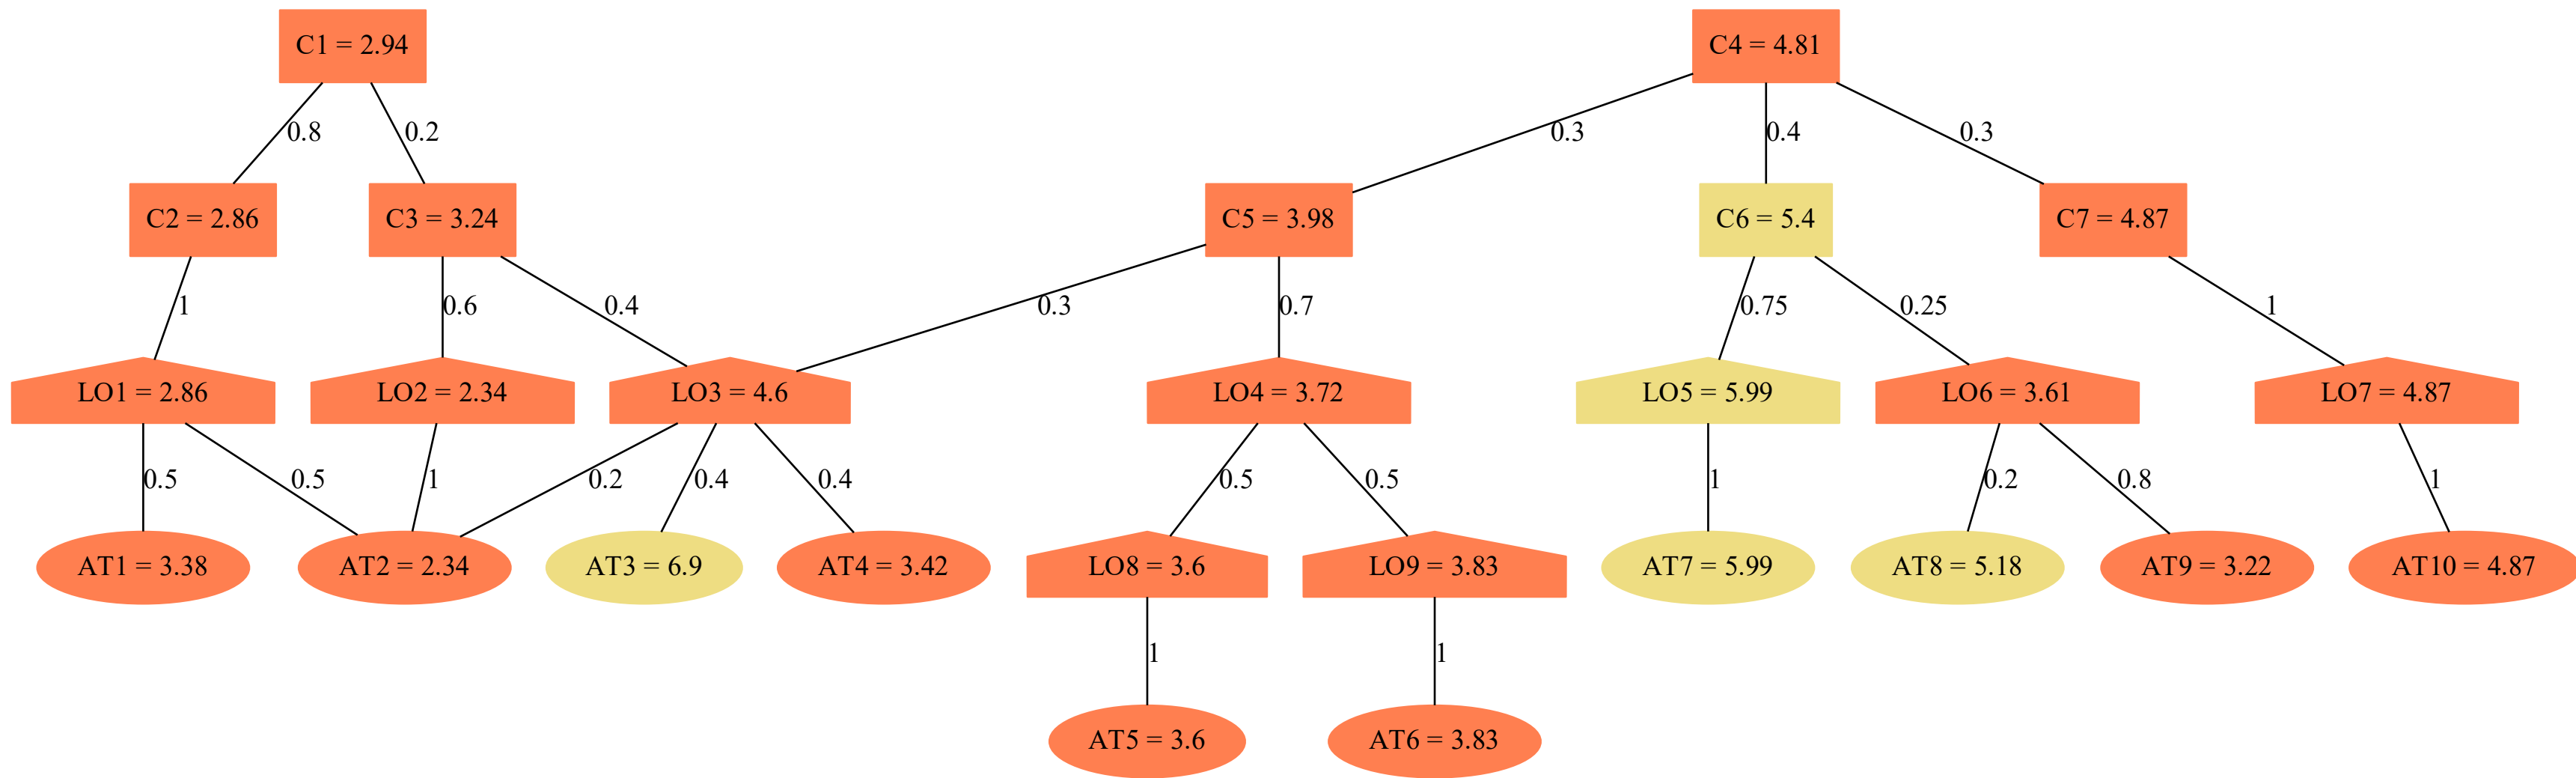 C1 = 2.94
C4 = 4.81
0.8
0.2
0.3
0.4
0.3
C2 = 2.86
C3 = 3.24
C5 = 3.98
C6 = 5.4
C7 = 4.87
1
0.6
0.4
0.3
0.7
0.75
0.25
1
LO1 = 2.86
LO2 = 2.34
LO3 = 4.6
LO4 = 3.72
LO5 = 5.99
LO6 = 3.61
LO7 = 4.87
0.5
0.5
1
0.2
0.4
0.4
0.5
0.5
1
0.2
0.8
1
AT1 = 3.38
AT2 = 2.34
AT3 = 6.9
AT4 = 3.42
LO8 = 3.6
LO9 = 3.83
AT7 = 5.99
AT8 = 5.18
AT9 = 3.22
AT10 = 4.87
1
1
AT5 = 3.6
AT6 = 3.83